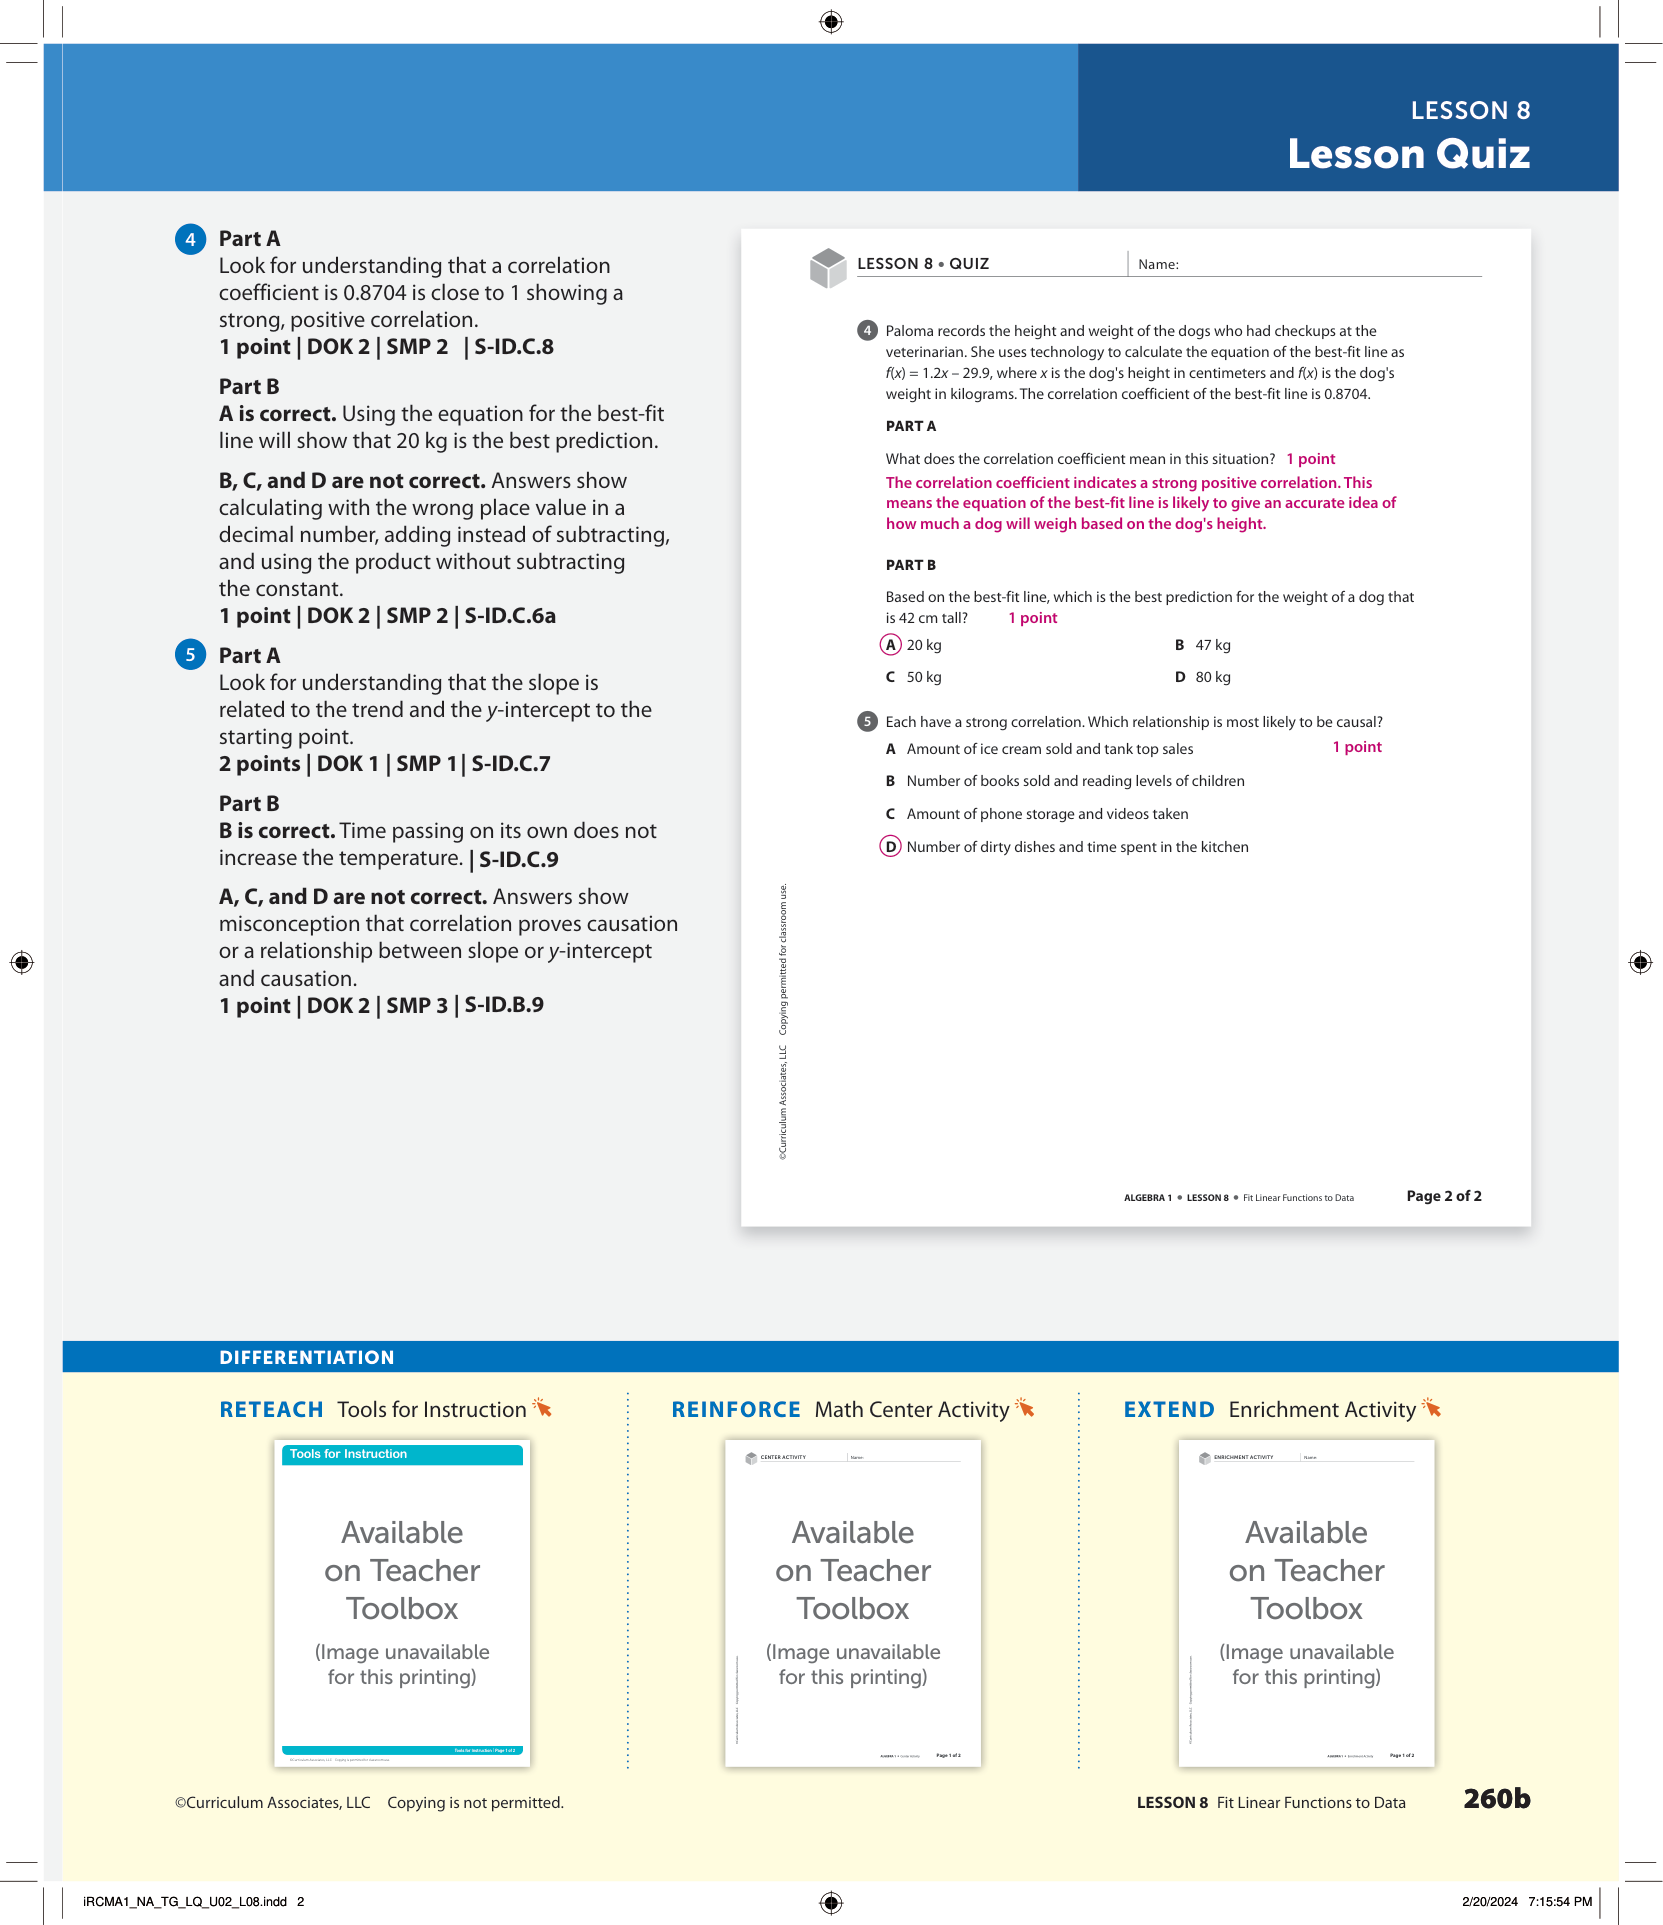 LESSON 8
Lesson Quiz
4 Part A
Look for understanding that a correlation
coefficient is 0.8704 is close to 1 showing a
strong, positive correlation.
1 point | DOK 2 | SMP 2 | S-ID.C.8
Part B
A is correct. Using the equation for the best-fit
line will show that 20 kg is the best prediction.
B, C, and D are not correct. Answers show
calculating with the wrong place value in a
decimal number, adding instead of subtracting,
and using the product without subtracting
the constant.
1 point | DOK 2 | SMP 2 | S-ID.C.6a
5 Part A
Look for understanding that the slope is
related to the trend and the y-intercept to the
starting point.
2 points | DOK 1 | SMP 1 | S-ID.C.7
Part B
B is correct. Time passing on its own does not
increase the temperature. | S-ID.C.9
A, C, and D are not correct. Answers show
misconception that correlation proves causation
or a relationship between slope or y-intercept
and causation.
1 point | DOK 2 | SMP 3 | S-ID.B.9
LESSON 8 • QUIZ
Name:
4 Paloma records the height and weight of the dogs who had checkups at the
veterinarian. She uses technology to calculate the equation of the best-fit line as
f(x) = 1.2x – 29.9, where x is the dog's height in centimeters and f(x) is the dog's
weight in kilograms. The correlation coefficient of the best-fit line is 0.8704.
PART A
What does the correlation coefficient mean in this situation? 1 point
The correlation coefficient indicates a strong positive correlation. This
means the equation of the best-fit line is likely to give an accurate idea of
how much a dog will weigh based on the dog's height.
PART B
Based on the best-fit line, which is the best prediction for the weight of a dog that
is 42 cm tall? 1 point
A 20 kg
B 47 kg
C 50 kg
D 80 kg
5 Each have a strong correlation. Which relationship is most likely to be causal?
A Amount of ice cream sold and tank top sales
1 point
B Number of books sold and reading levels of children
C Amount of phone storage and videos taken
D Number of dirty dishes and time spent in the kitchen
©Curriculum Associates, LLC Copying permitted for classroom use.
ALGEBRA 1 • LESSON 8 • Fit Linear Functions to Data Page 2 of 2
DIFFERENTIATION
RETEACH Tools for Instruction
Tools for Instruction
Available
on Teacher
Toolbox
(Image unavailable
for this printing)
Tools for Instruction | Page 1 of 2
REINFORCE Math Center Activity
CENTER ACTIVITY
Name:
Available
on Teacher
Toolbox
(Image unavailable
for this printing)
Page 1 of 2
EXTEND Enrichment Activity
ENRICHMENT ACTIVITY
Name:
Available
on Teacher
Toolbox
(Image unavailable
for this printing)
Page 1 of 2
©Curriculum Associates, LLC Copying is not permitted.
LESSON 8 Fit Linear Functions to Data 260b
iRCMA1_NA_TG_LQ_U02_L08.indd 2
2/20/2024 7:15:54 PM